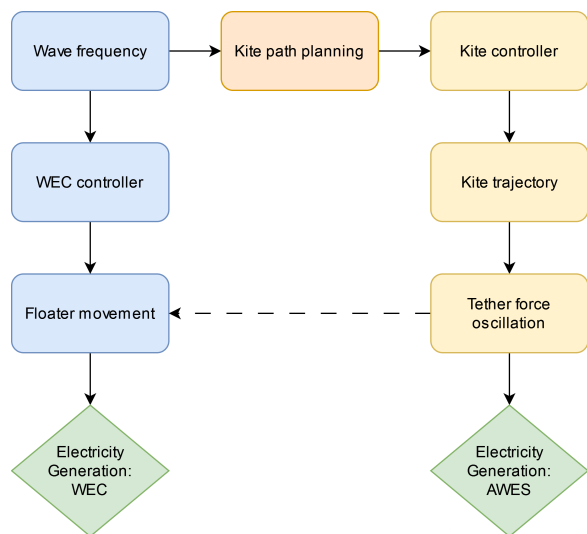 Wave frequency
Kite path planning
Kite controller
WEC controller
Kite trajectory
Floater movement
Tether force
oscillation
Electricity
Generation:
WEC
Electricity
Generation:
AWES